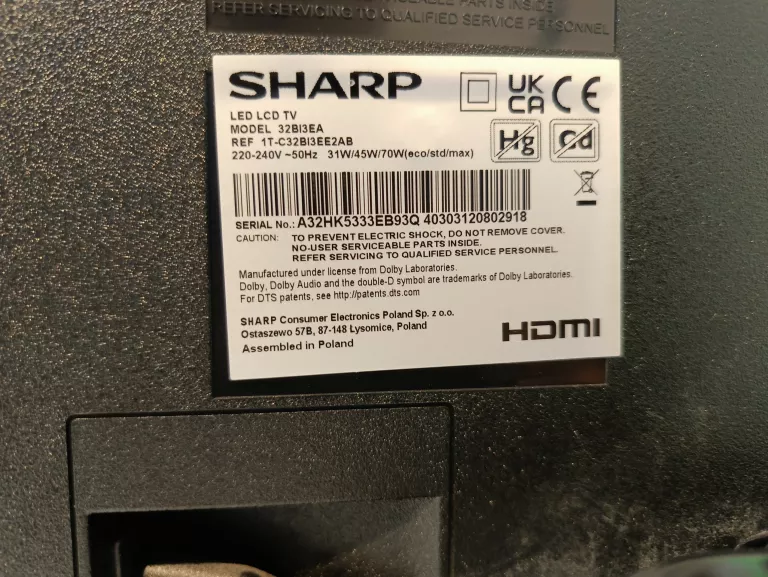 PARTS INSIDE.
REFER SERVICING TO QUALIFIED SERVICE PERSONNEL
SHARP
LED LCD TV
MODEL 32BI3EA
REF 1T-C32BI3EE2AB
220-240V ~50Hz 31W/45W/70W(eco/std/max)
UK
CA
CE
Hg
Cd
SERIAL No.: A32HK5333EB93Q 40303120802918
CAUTION: TO PREVENT ELECTRIC SHOCK, DO NOT REMOVE COVER.
NO-USER SERVICEABLE PARTS INSIDE.
REFER SERVICING TO QUALIFIED SERVICE PERSONNEL.
Manufactured under license from Dolby Laboratories.
Dolby, Dolby Audio and the double-D symbol are trademarks of Dolby Laboratories.
For DTS patents, see http://patents.dts.com
SHARP Consumer Electronics Poland Sp. z o.o.
Ostaszewo 57B, 87-148 Lysomice, Poland
Assembled in Poland
HDMI